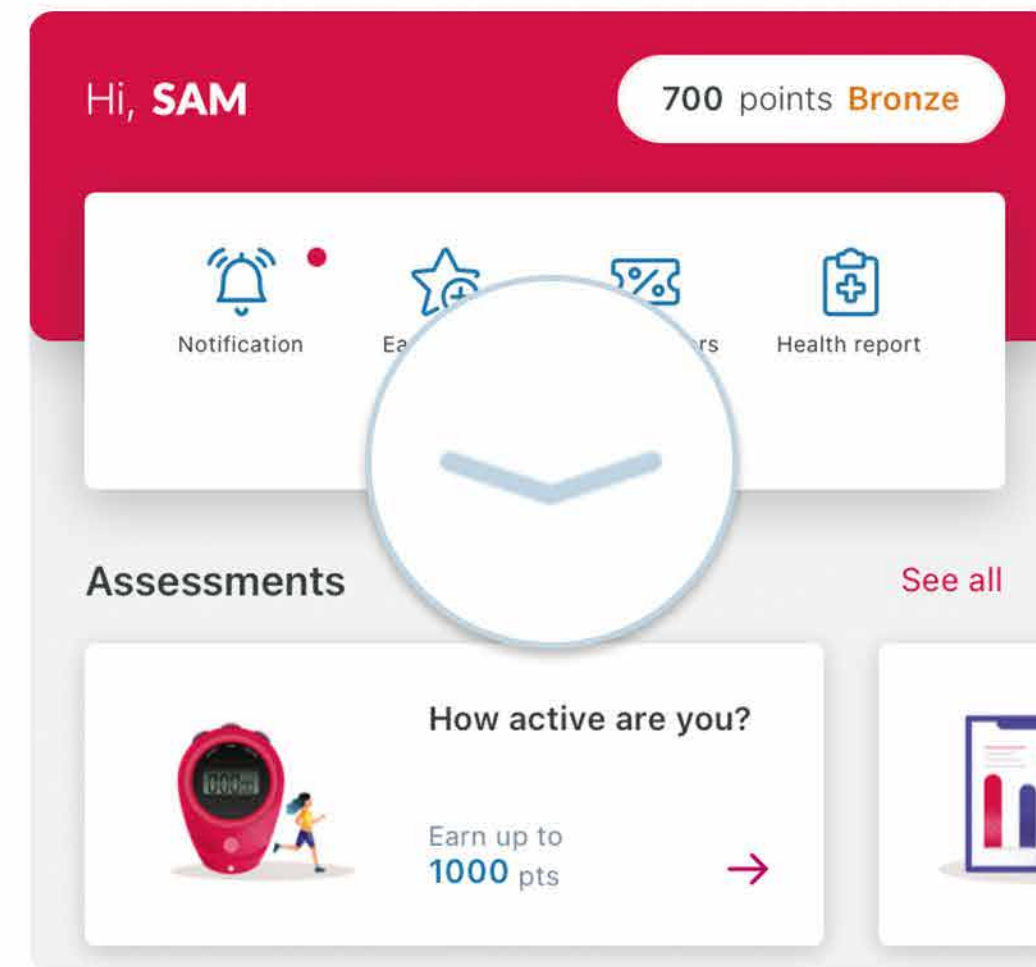 Hi, SAM
700 points Bronze
Notification
Health report
Assessments
See all
How active are you?
Earn up to
1000 pts